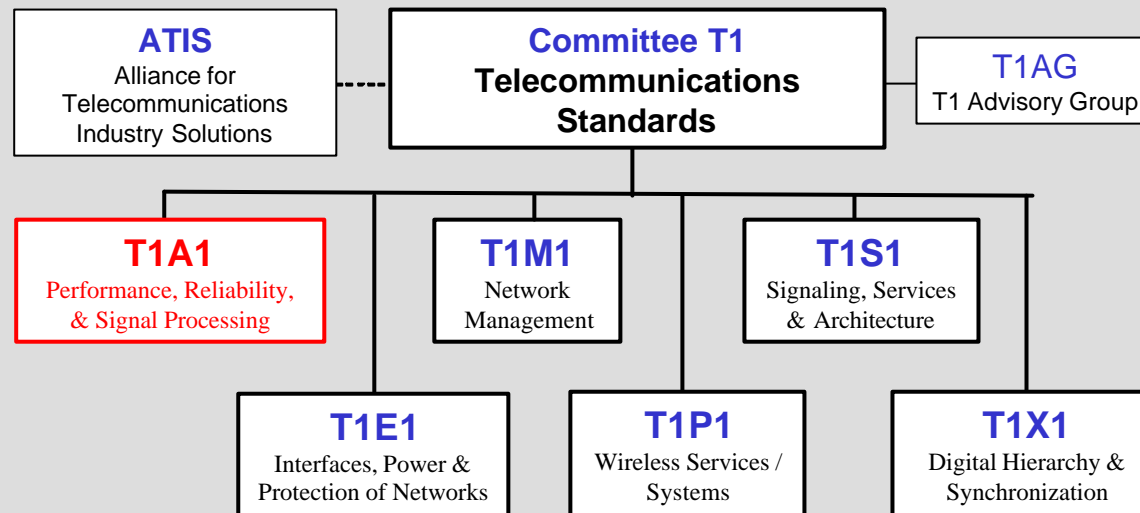 ATIS
Alliance for
Telecommunications
Industry Solutions
Committee T1
Telecommunications
Standards
T1AG
T1 Advisory Group
T1A1
Performance, Reliability,
& Signal Processing
T1M1
Network
Management
T1S1
Signaling, Services
& Architecture
T1E1
Interfaces, Power &
Protection of Networks
T1P1
Wireless Services /
Systems
T1X1
Digital Hierarchy &
Synchronization